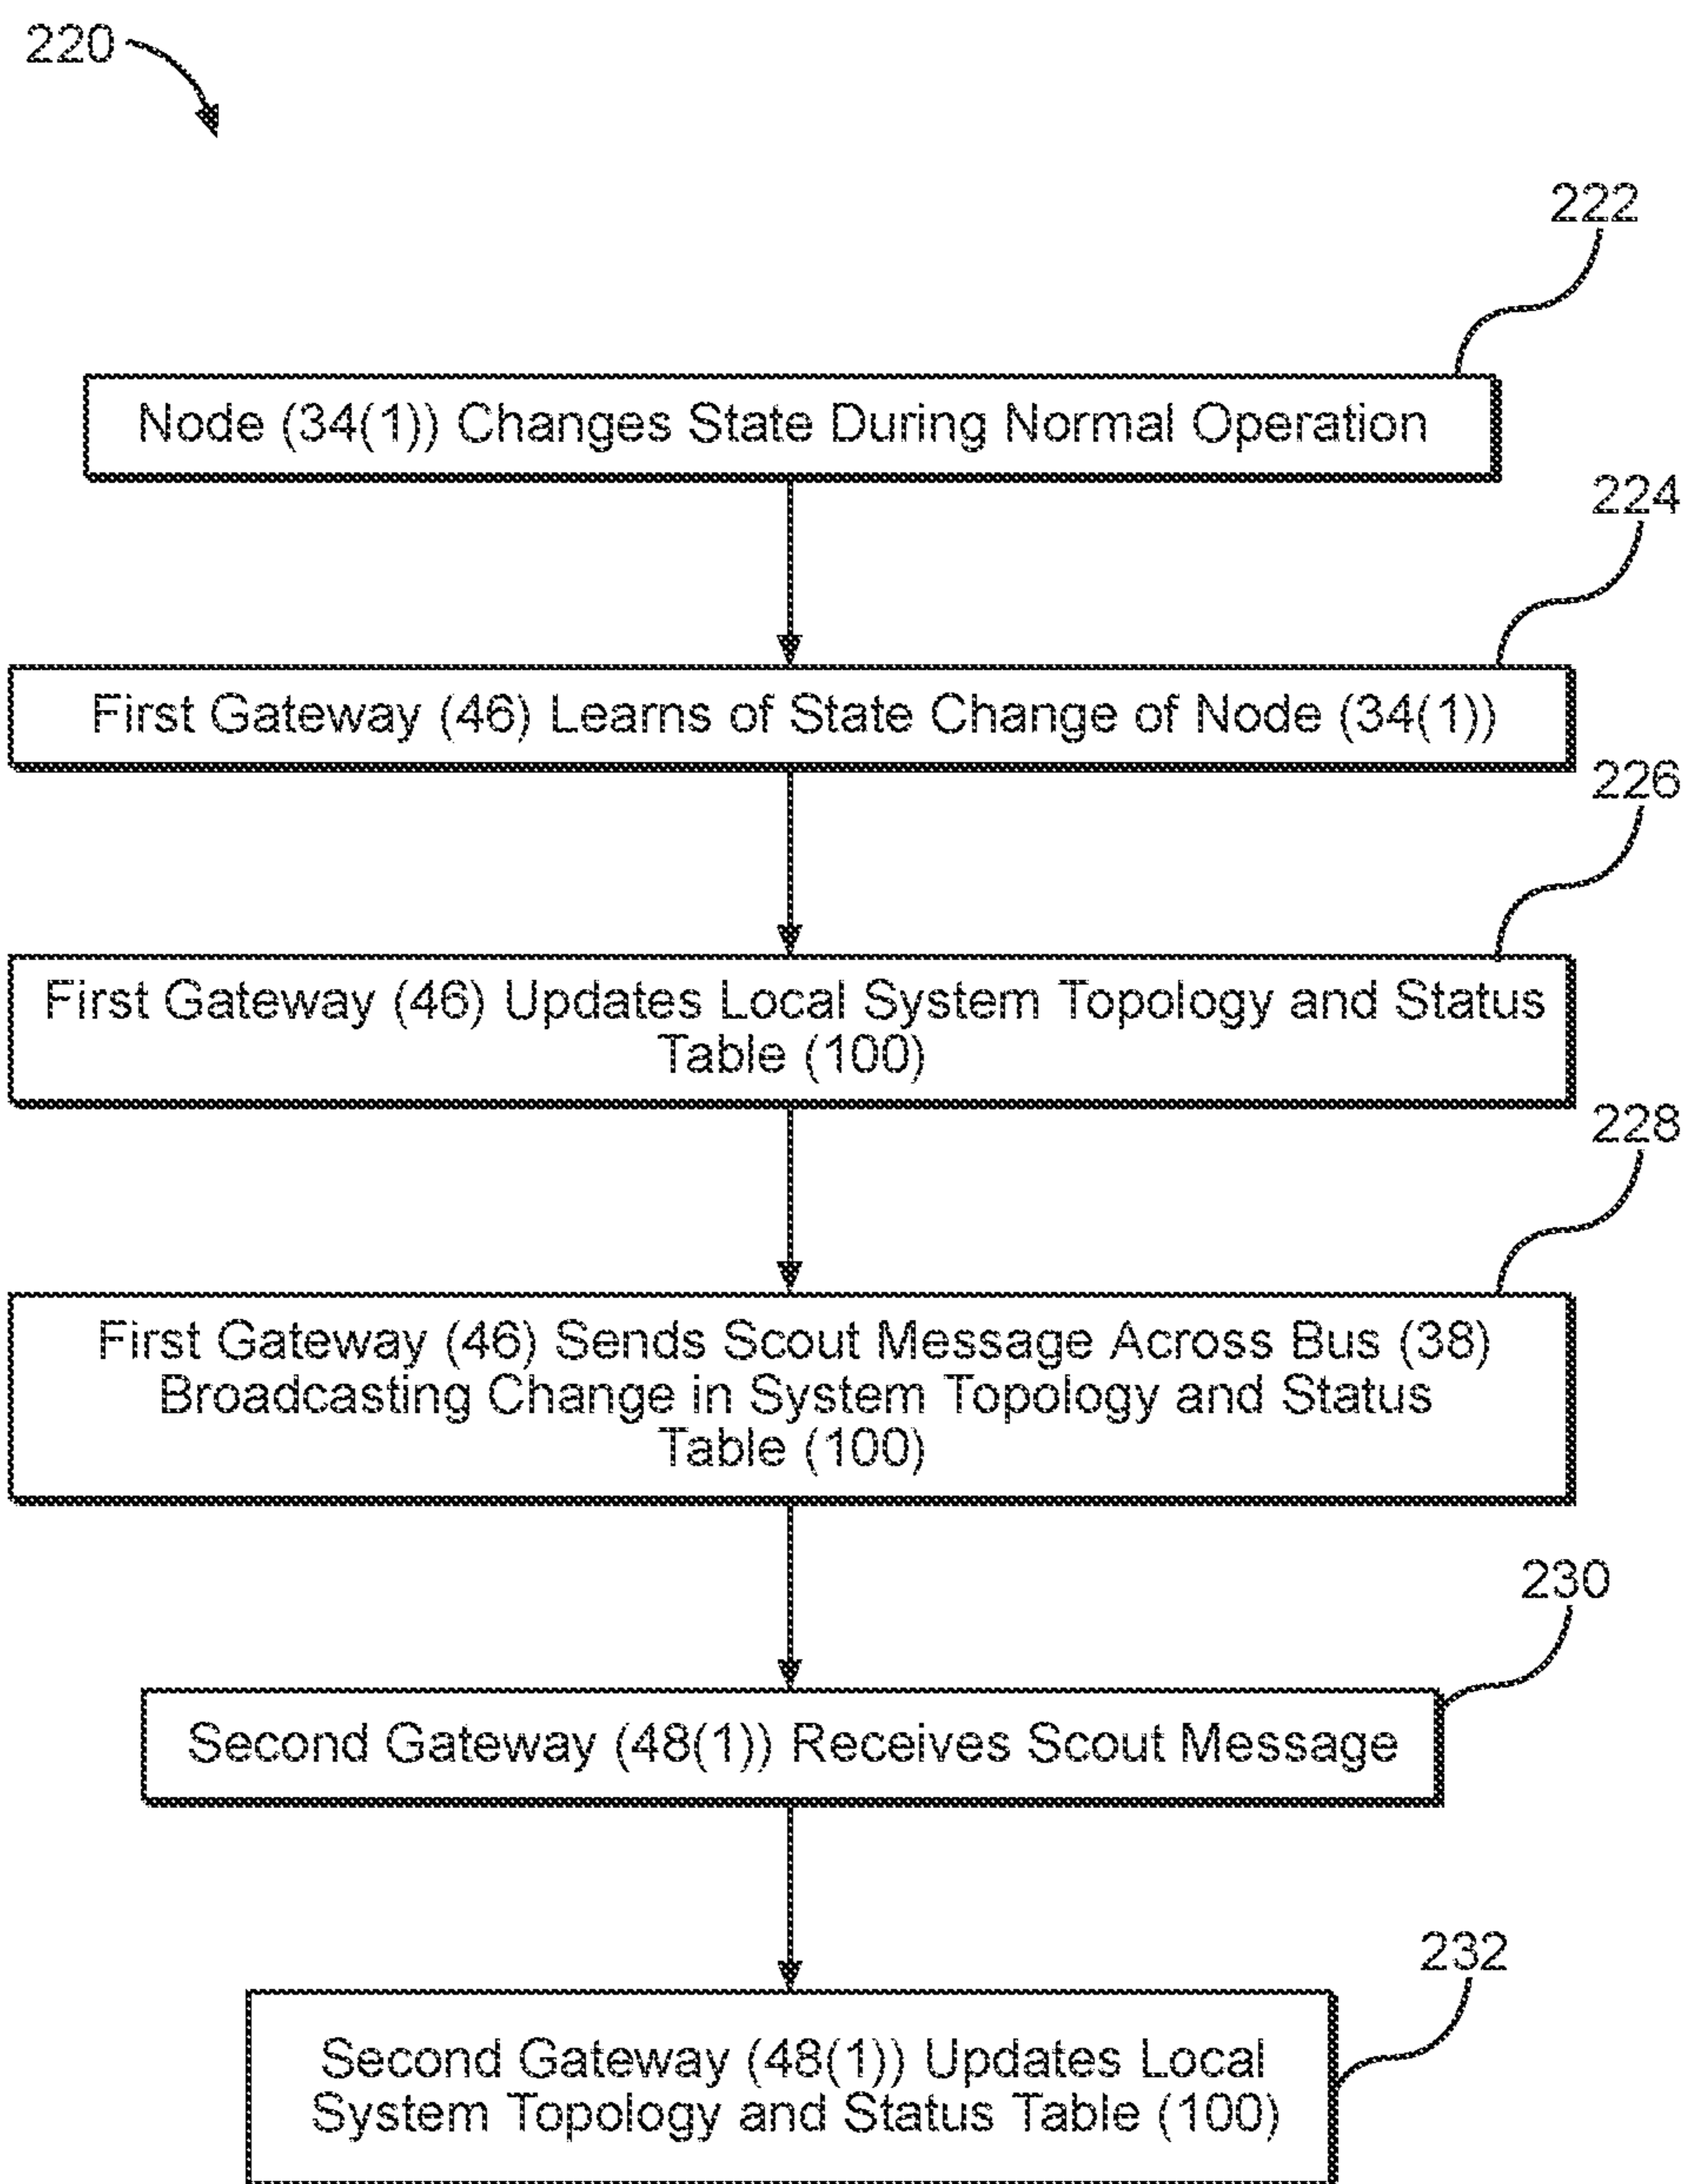 220
222
Node (34(1)) Changes State During Normal Operation
224
First Gateway (46) Learns of State Change of Node (34(1))
226
First Gateway (46) Updates Local System Topology and Status
Table (100)
228
First Gateway (46) Sends Scout Message Across Bus (38)
Broadcasting Change in System Topology and Status
Table (100)
230
Second Gateway (48(1)) Receives Scout Message
232
Second Gateway (48(1)) Updates Local
System Topology and Status Table (100)